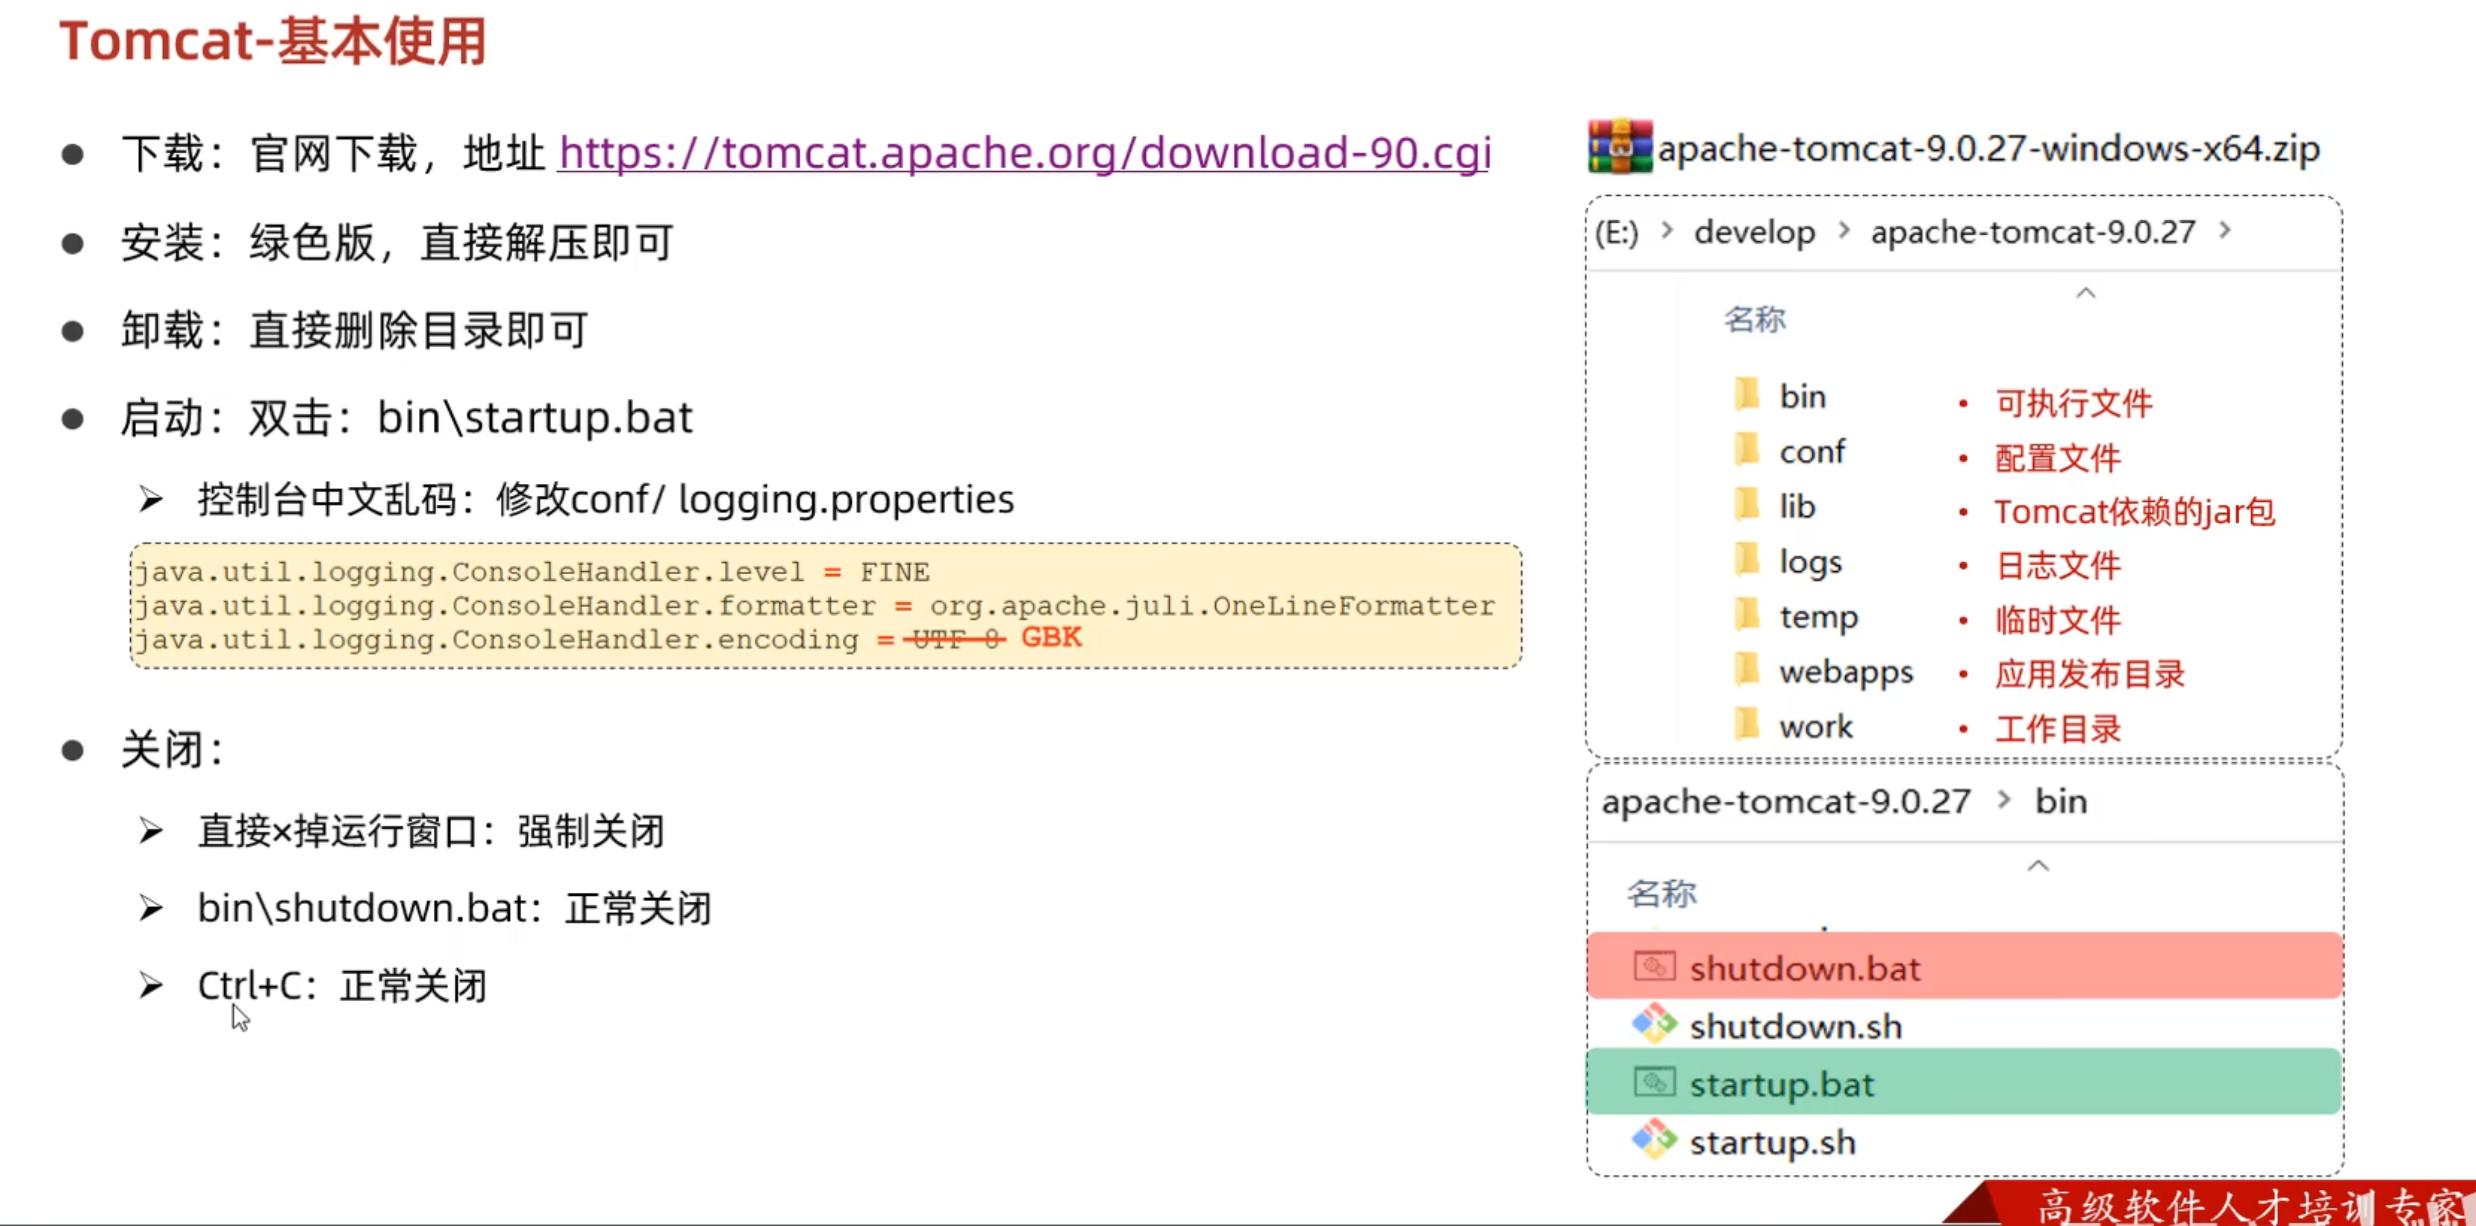 Tomcat-基本使用
下载：官网下载，地址 https://tomcat.apache.org/download-90.cgi
安装：绿色版，直接解压即可
卸载：直接删除目录即可
启动：双击：bin\startup.bat
控制台中文乱码：修改conf/ logging.properties
java.util.logging.ConsoleHandler.level = FINE
java.util.logging.ConsoleHandler.formatter = org.apache.juli.OneLineFormatter
java.util.logging.ConsoleHandler.encoding = UTF-8 GBK
关闭：
直接×掉运行窗口：强制关闭
bin\shutdown.bat：正常关闭
Ctrl+C：正常关闭
apache-tomcat-9.0.27-windows-x64.zip
(E:) > develop > apache-tomcat-9.0.27 >
名称
bin • 可执行文件
conf • 配置文件
lib • Tomcat依赖的jar包
logs • 日志文件
temp • 临时文件
webapps • 应用发布目录
work • 工作目录
apache-tomcat-9.0.27 > bin
名称
shutdown.bat
shutdown.sh
startup.bat
startup.sh
高级软件人才培训专家